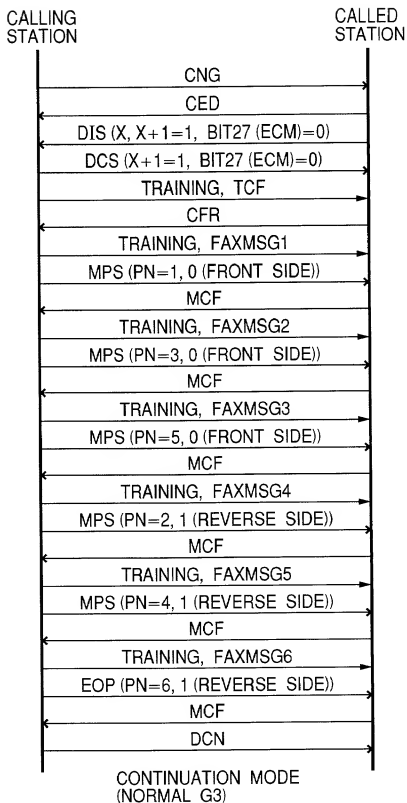 CALLING
STATION
CALLED
STATION
CNG
CED
DIS (X, X+1=1, BIT27 (ECM)=0)
DCS (X+1=1, BIT27 (ECM)=0)
TRAINING, TCF
CFR
TRAINING, FAXMSG1
MPS (PN=1, 0 (FRONT SIDE))
MCF
TRAINING, FAXMSG2
MPS (PN=3, 0 (FRONT SIDE))
MCF
TRAINING, FAXMSG3
MPS (PN=5, 0 (FRONT SIDE))
MCF
TRAINING, FAXMSG4
MPS (PN=2, 1 (REVERSE SIDE))
MCF
TRAINING, FAXMSG5
MPS (PN=4, 1 (REVERSE SIDE))
MCF
TRAINING, FAXMSG6
EOP (PN=6, 1 (REVERSE SIDE))
MCF
DCN
CONTINUATION MODE
(NORMAL G3)